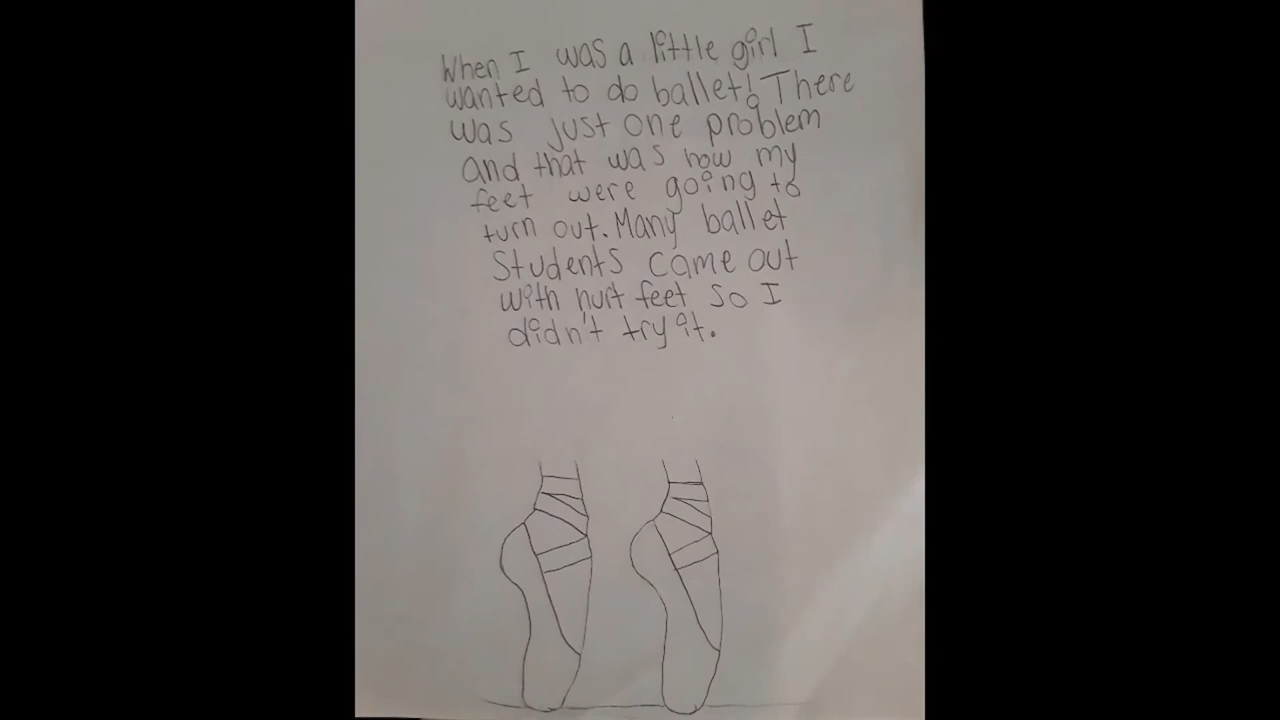 When I was a little girl I
wanted to do ballet! There
was just one problem
and that was how my
feet were going to
turn out. Many ballet
Students came out
with hurt feet so I
didn't try it.